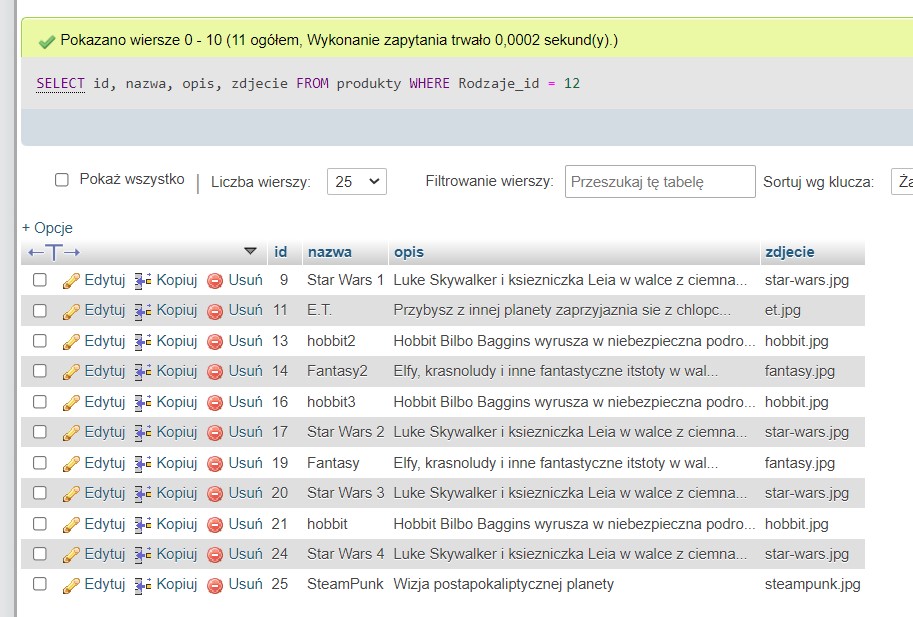 Pokazano wiersze 0 - 10 (11 ogółem, Wykonanie zapytania trwało 0,0002 sekund(y).)
SELECT id, nazwa, opis, zdjecie FROM produkty WHERE Rodzaje_id = 12
Pokaż wszystko | Liczba wierszy: 25 Filtrowanie wierszy: Przeszukaj tę tabelę Sortuj wg klucza: Ża
+ Opcje
←T→ id nazwa opis zdjecie
Edytuj Kopiuj Usuń 9 Star Wars 1 Luke Skywalker i ksiezniczka Leia w walce z ciemna... star-wars.jpg
Edytuj Kopiuj Usuń 11 E.T. Przybysz z innej planety zaprzyjaznia sie z chlopc... et.jpg
Edytuj Kopiuj Usuń 13 hobbit2 Hobbit Bilbo Baggins wyrusza w niebezpieczna podro... hobbit.jpg
Edytuj Kopiuj Usuń 14 Fantasy2 Elfy, krasnoludy i inne fantastyczne itstoty w wal... fantasy.jpg
Edytuj Kopiuj Usuń 16 hobbit3 Hobbit Bilbo Baggins wyrusza w niebezpieczna podro... hobbit.jpg
Edytuj Kopiuj Usuń 17 Star Wars 2 Luke Skywalker i ksiezniczka Leia w walce z ciemna... star-wars.jpg
Edytuj Kopiuj Usuń 19 Fantasy Elfy, krasnoludy i inne fantastyczne itstoty w wal... fantasy.jpg
Edytuj Kopiuj Usuń 20 Star Wars 3 Luke Skywalker i ksiezniczka Leia w walce z ciemna... star-wars.jpg
Edytuj Kopiuj Usuń 21 hobbit Hobbit Bilbo Baggins wyrusza w niebezpieczna podro... hobbit.jpg
Edytuj Kopiuj Usuń 24 Star Wars 4 Luke Skywalker i ksiezniczka Leia w walce z ciemna... star-wars.jpg
Edytuj Kopiuj Usuń 25 SteamPunk Wizja postapokaliptycznej planety steampunk.jpg